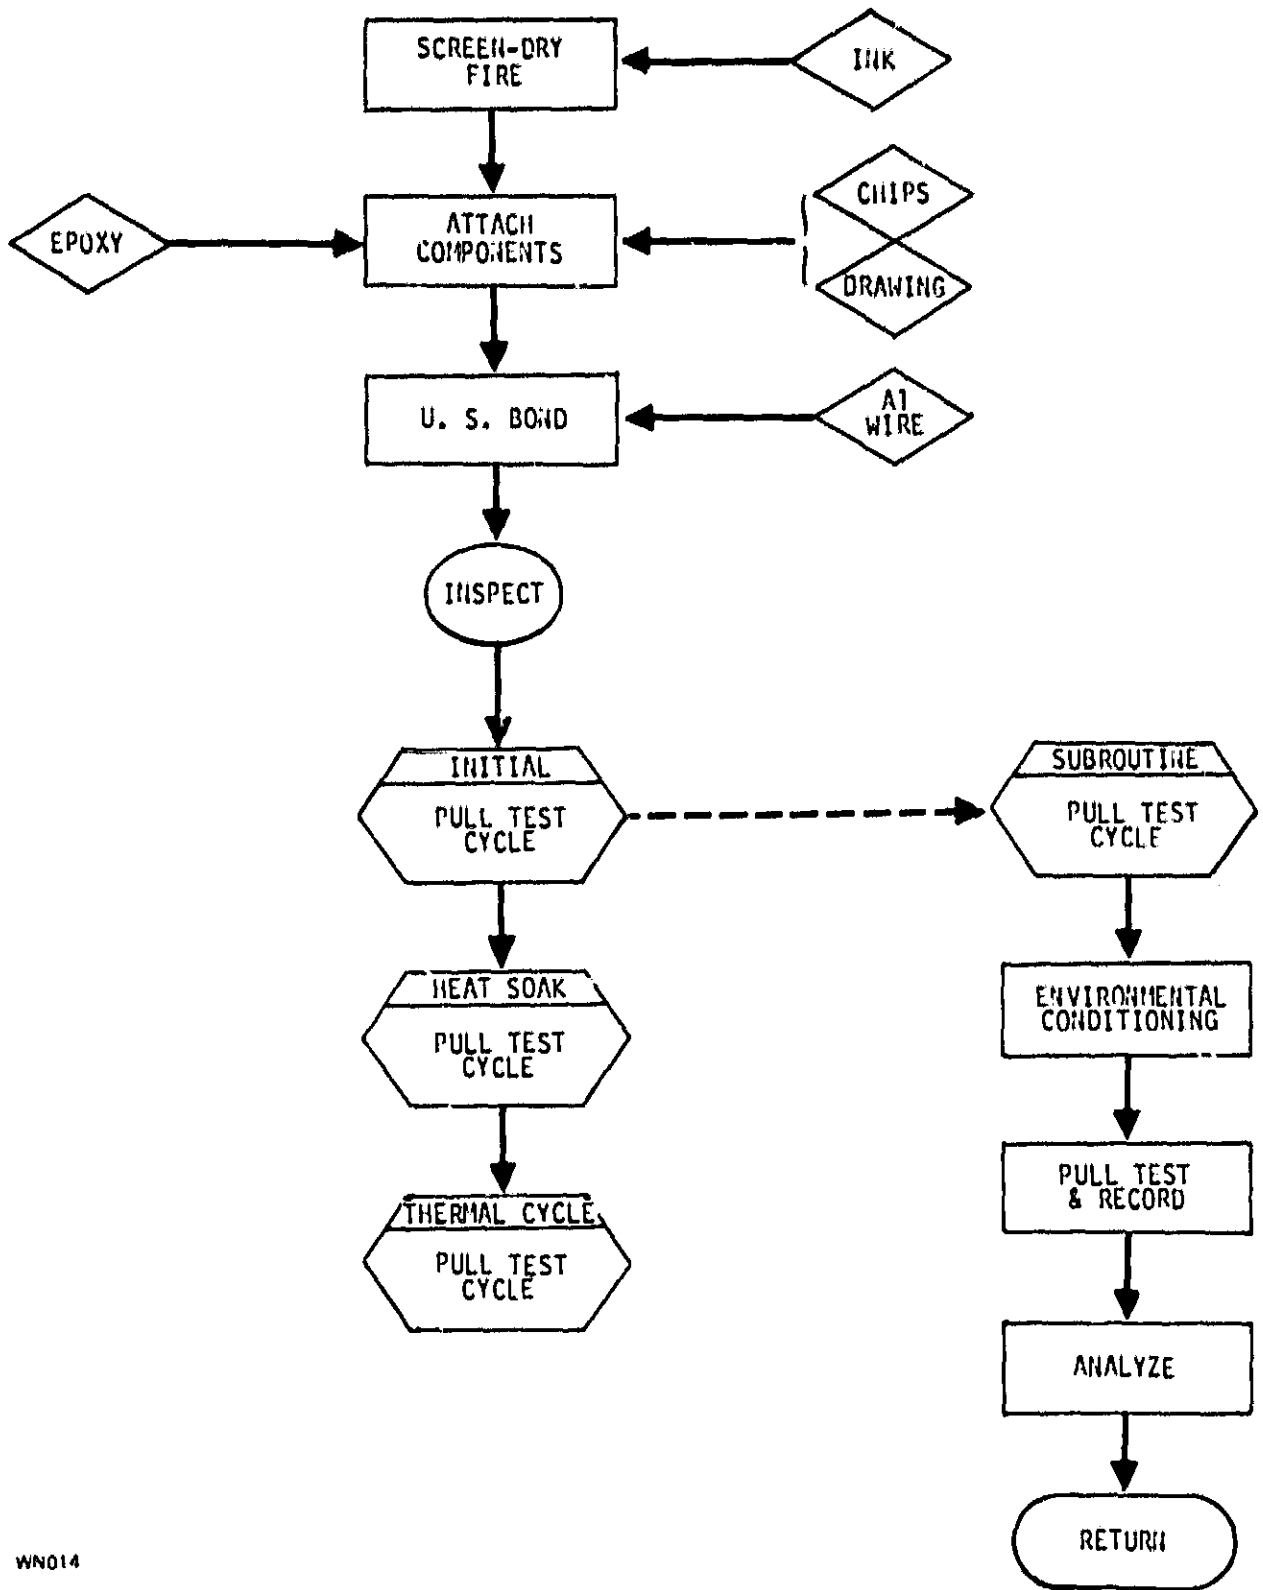 SCREEN-DRY
FIRE
INK
EPOXY
ATTACH
COMPONENTS
CHIPS
DRAWING
U. S. BOND
Al
WIRE
INSPECT
INITIAL
PULL TEST
CYCLE
SUBROUTINE
PULL TEST
CYCLE
HEAT SOAK
PULL TEST
CYCLE
ENVIRONMENTAL
CONDITIONING
THERMAL CYCLE
PULL TEST
CYCLE
PULL TEST
& RECORD
ANALYZE
RETURN
WN014